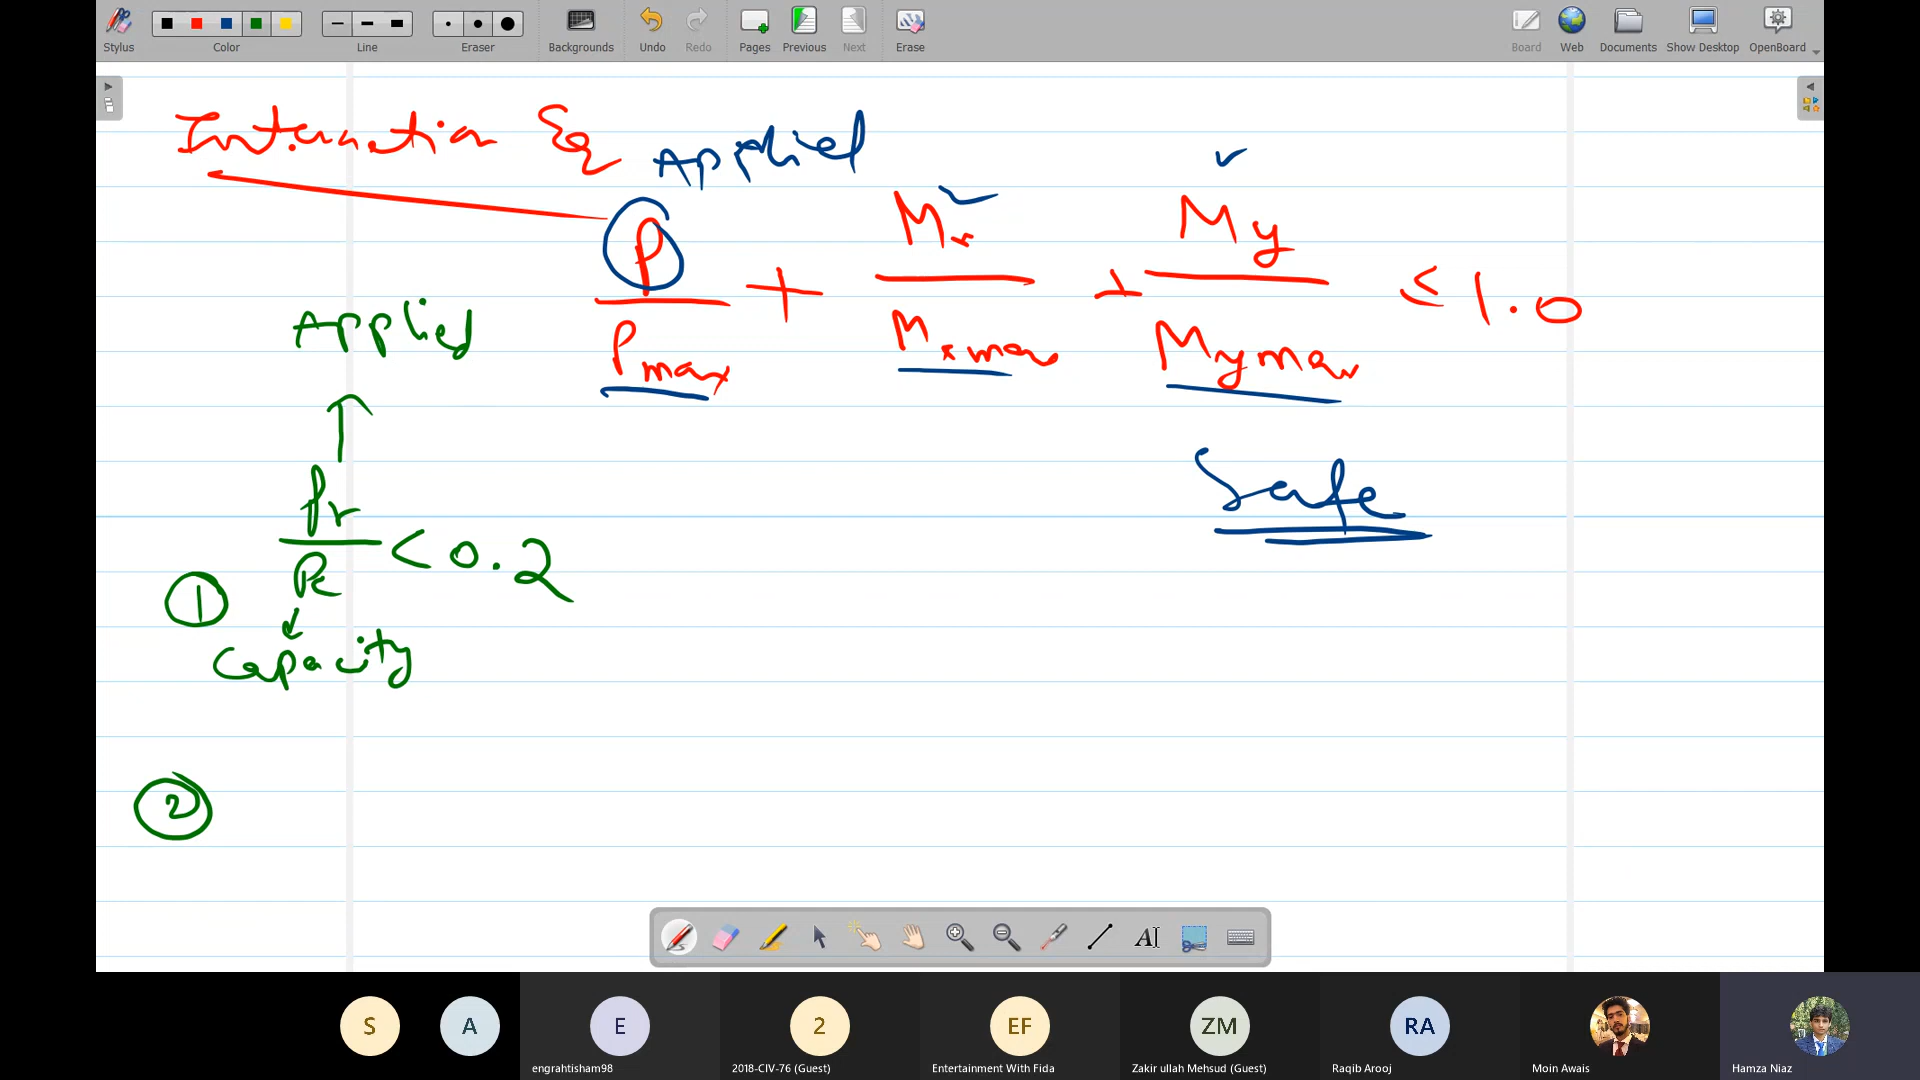 Stylus Color Line Eraser Backgrounds Undo Redo Pages Previous Next Erase Board Web Documents Show Desktop OpenBoard
Interaction Eq Applied
P/Pmax + Mx/Mxmax + My/Mymax ≤ 1.0
Applied
Safe
Pr/Pc < 0.2
1
Capacity
2
S A E 2 EF ZM RA
engrahtisham98 2018-CIV-76 (Guest) Entertainment With Fida Zakir ullah Mehsud (Guest) Raqib Arooj Moin Awais Hamza Niaz